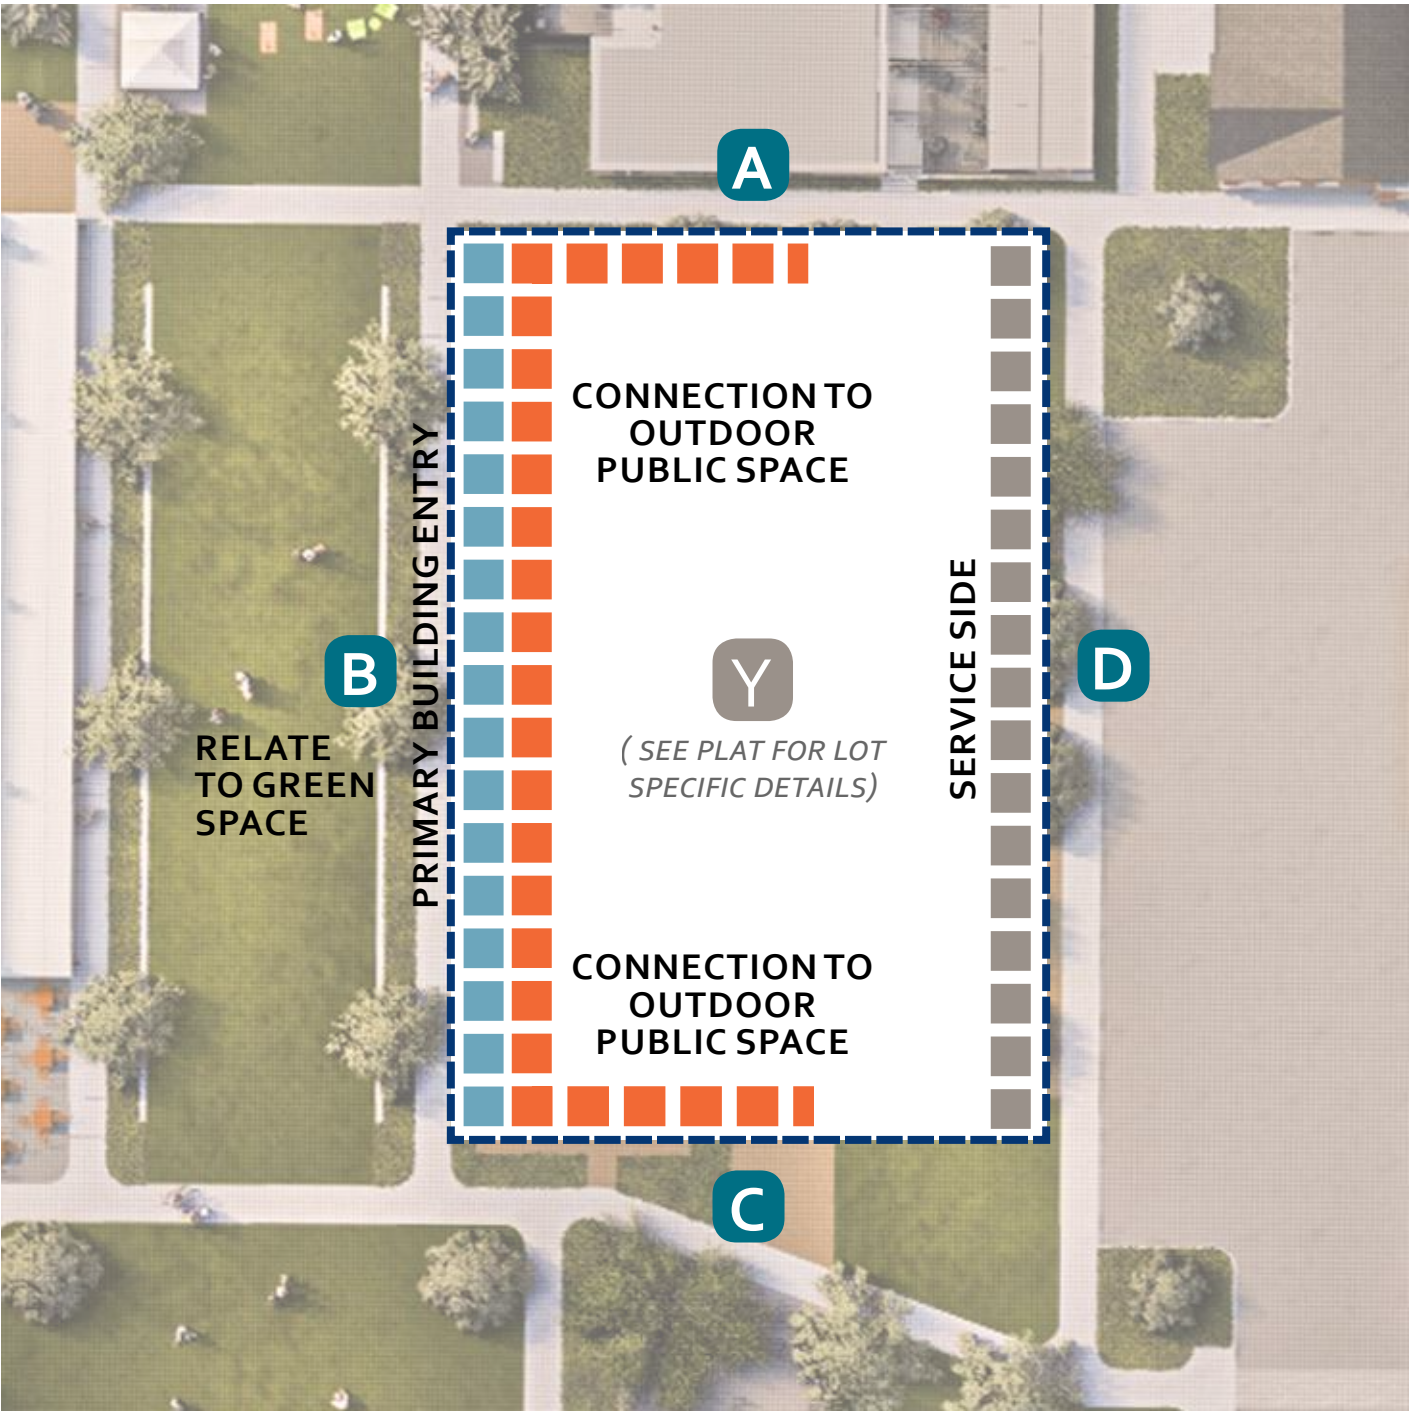 A
CONNECTION TO
OUTDOOR
PUBLIC SPACE
PRIMARY BUILDING ENTRY
B
RELATE
TO GREEN
SPACE
Y
( SEE PLAT FOR LOT
SPECIFIC DETAILS)
SERVICE SIDE
D
CONNECTION TO
OUTDOOR
PUBLIC SPACE
C